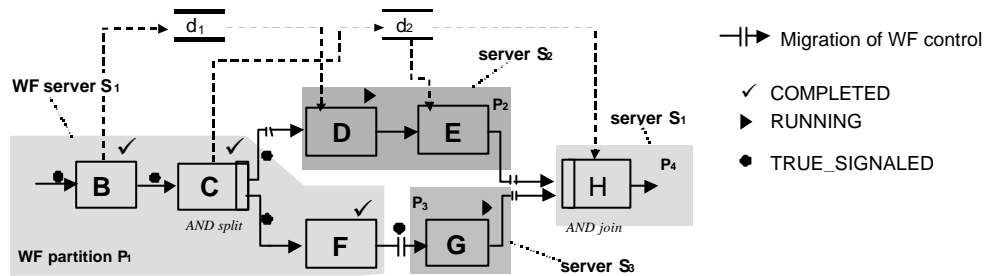 d1
d2
server S2
Migration of WF control
WF server S1
COMPLETED
RUNNING
TRUE_SIGNALED
P2
D
E
server S1
P4
B
C
H
AND split
AND join
P3
F
G
WF partition P1
server S3